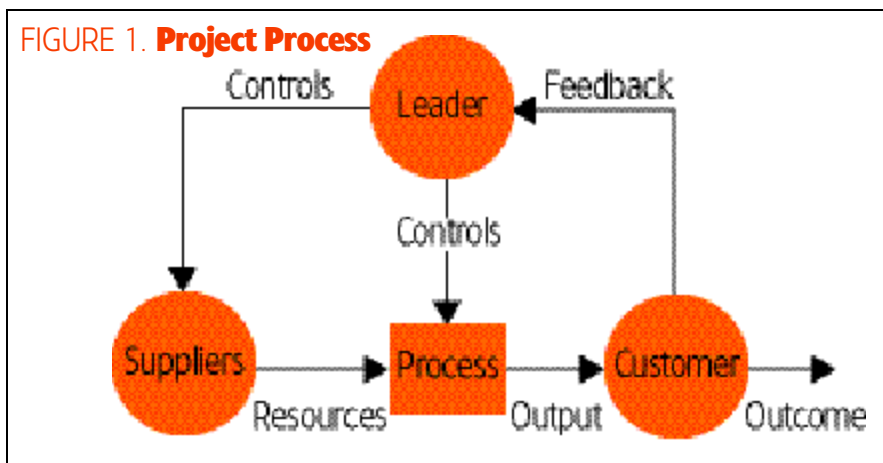 FIGURE 1. Project Process
Controls
Leader
Feedback
Controls
Suppliers
Process
Customer
Resources
Output
Outcome